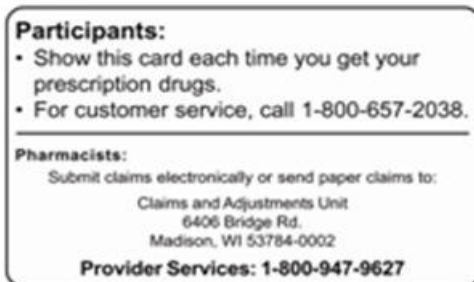 Participants:
• Show this card each time you get your
prescription drugs.
• For customer service, call 1-800-657-2038.
Pharmacists:
Submit claims electronically or send paper claims to:
Claims and Adjustments Unit
6406 Bridge Rd.
Madison, WI 53784-0002
Provider Services: 1-800-947-9627